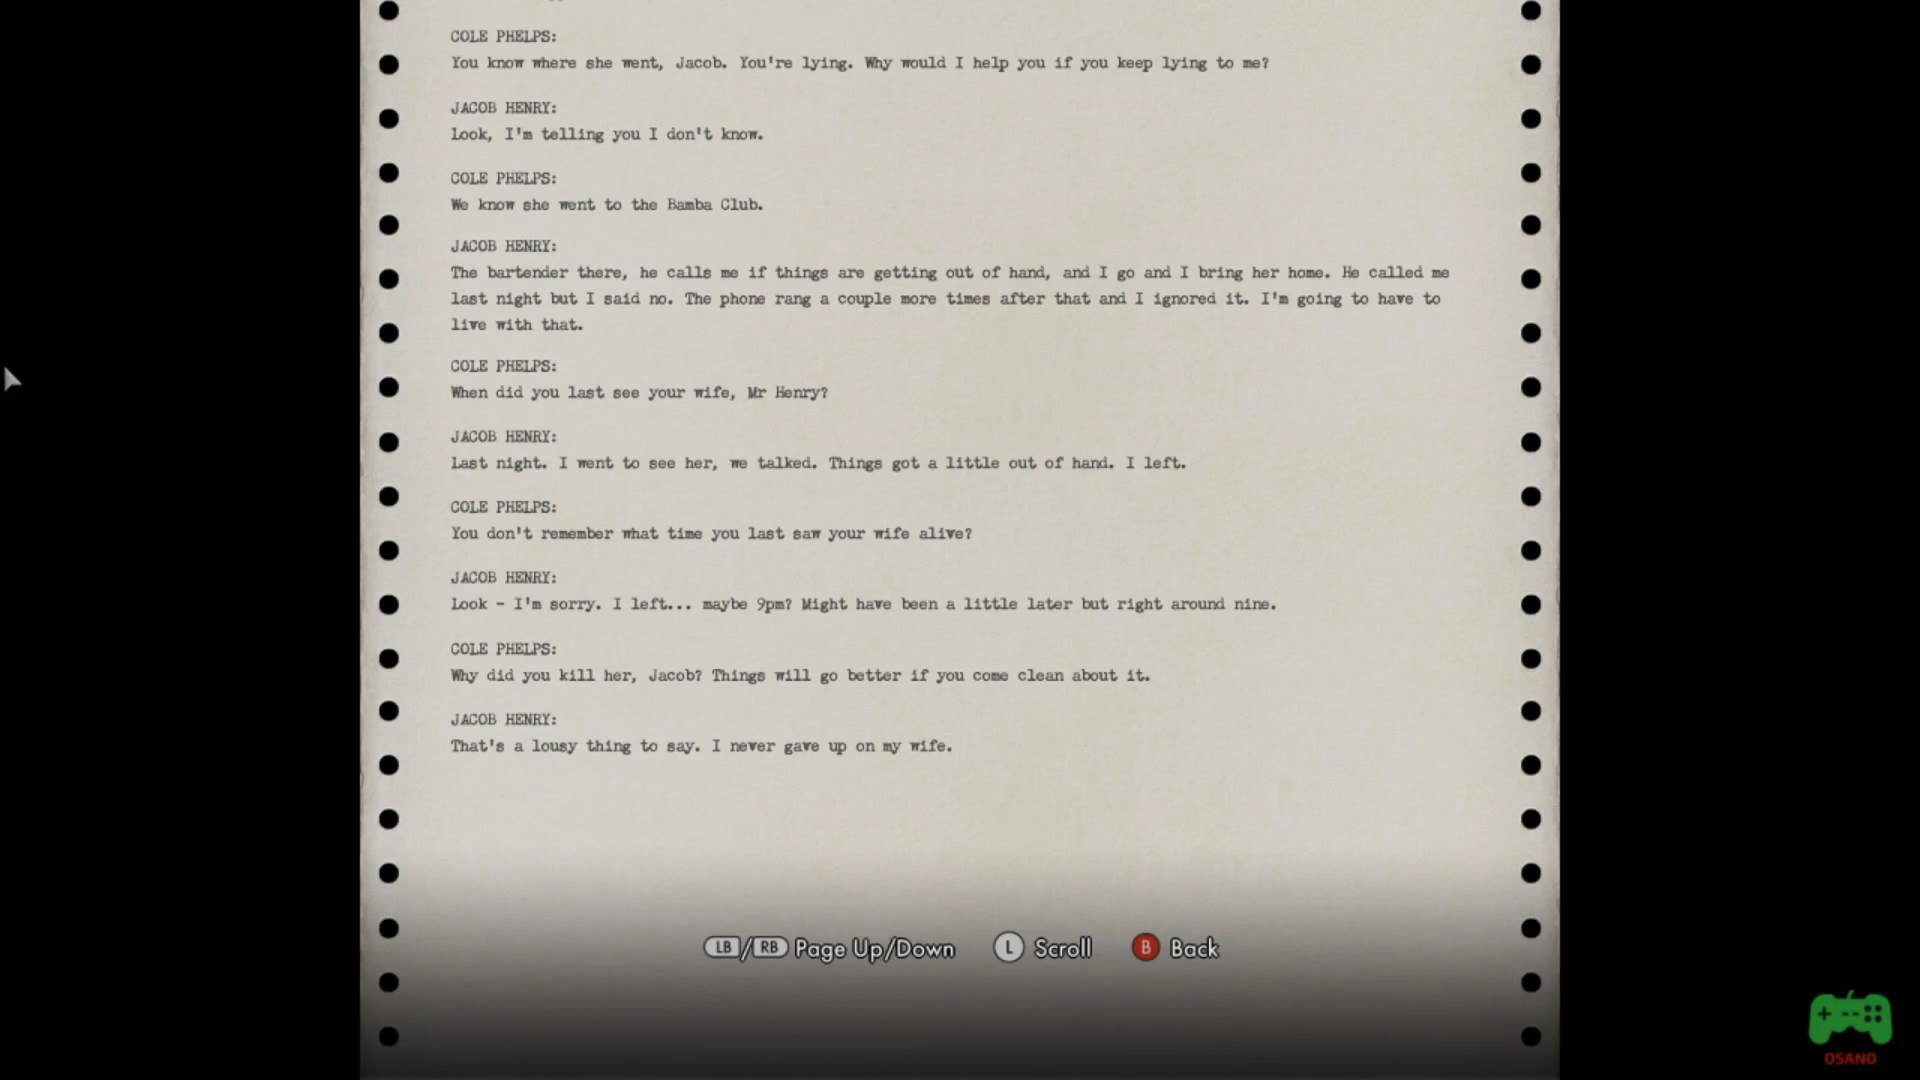 COLE PHELPS:
You know where she went, Jacob. You're lying. Why would I help you if you keep lying to me?
JACOB HENRY:
Look, I'm telling you I don't know.
COLE PHELPS:
We know she went to the Bamba Club.
JACOB HENRY:
The bartender there, he calls me if things are getting out of hand, and I go and I bring her home. He called me
last night but I said no. The phone rang a couple more times after that and I ignored it. I'm going to have to
live with that.
COLE PHELPS:
When did you last see your wife, Mr Henry?
JACOB HENRY:
Last night. I went to see her, we talked. Things got a little out of hand. I left.
COLE PHELPS:
You don't remember what time you last saw your wife alive?
JACOB HENRY:
Look - I'm sorry. I left... maybe 9pm? Might have been a little later but right around nine.
COLE PHELPS:
Why did you kill her, Jacob? Things will go better if you come clean about it.
JACOB HENRY:
That's a lousy thing to say. I never gave up on my wife.
LB/RB Page Up/Down L Scroll B Back
OSANO